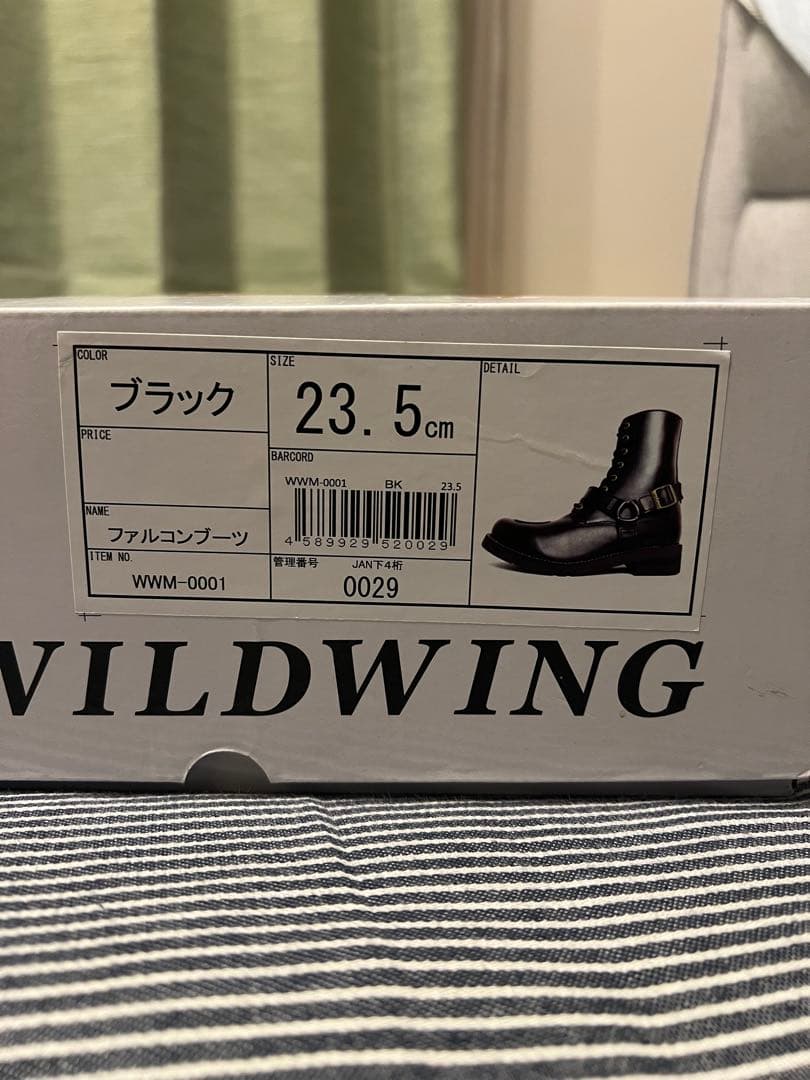 COLOR
ブラック
SIZE
23.5cm
DETAIL
PRICE
BARCORD
WWM-0001 BK 23.5
4 589929 520029
NAME
ファルコンブーツ
ITEM NO.
WWM-0001
管理番号 JAN下4桁
0029
WILDWING